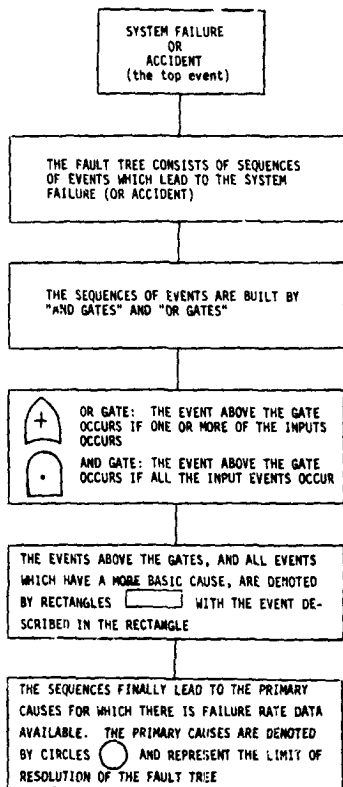 SYSTEM FAILURE
OR
ACCIDENT
(the top event)
THE FAULT TREE CONSISTS OF SEQUENCES
OF EVENTS WHICH LEAD TO THE SYSTEM
FAILURE (OR ACCIDENT)
THE SEQUENCES OF EVENTS ARE BUILT BY
"AND GATES" AND "OR GATES"
+ OR GATE: THE EVENT ABOVE THE GATE
OCCURS IF ONE OR MORE OF THE INPUTS
OCCURS
AND GATE: THE EVENT ABOVE THE GATE
OCCURS IF ALL THE INPUT EVENTS OCCUR
THE EVENTS ABOVE THE GATES, AND ALL EVENTS
WHICH HAVE A MORE BASIC CAUSE, ARE DENOTED
BY RECTANGLES WITH THE EVENT DE-
SCRIBED IN THE RECTANGLE
THE SEQUENCES FINALLY LEAD TO THE PRIMARY
CAUSES FOR WHICH THERE IS FAILURE RATE DATA
AVAILABLE. THE PRIMARY CAUSES ARE DENOTED
BY CIRCLES AND REPRESENT THE LIMIT OF
RESOLUTION OF THE FAULT TREE